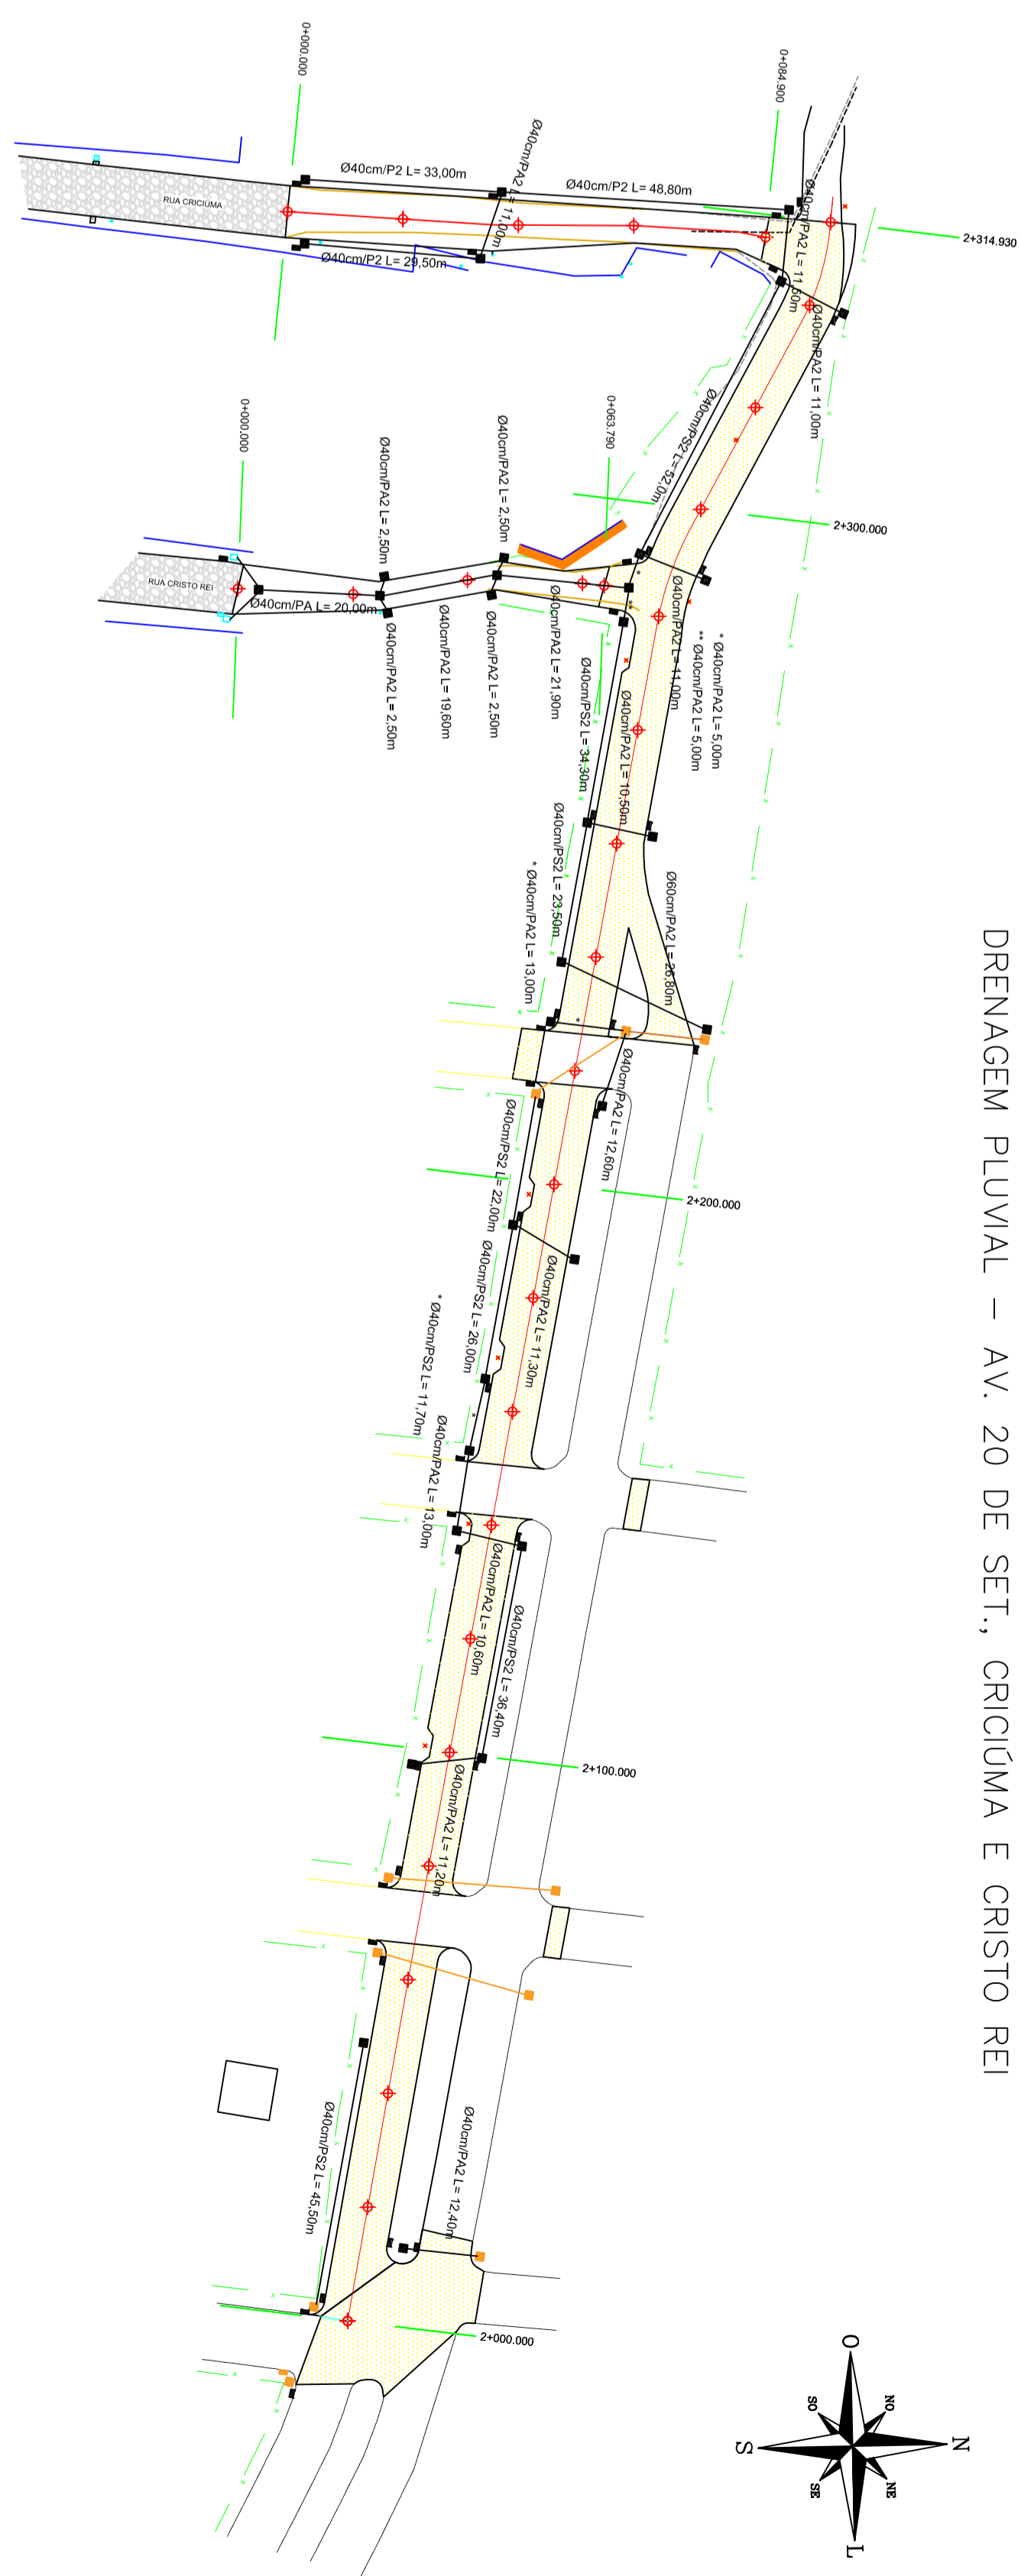 DRENAGEM PLUVIAL – AV. 20 DE SET., CRICIÚMA E CRISTO REI
0+000.000
0+084.900
2+314.930
Ø40cm/P2 L= 33,00m
Ø40cm/PA2 L= 11,00m
Ø40cm/P2 L= 48,80m
RUA CRICIÚMA
Ø40cm/P2 L= 29,50m
Ø40cm/PA2 L= 11,50m
Ø40cm/PA2 L= 11,00m
Ø40cm/PS2 L= 52,0m
0+000.000
0+063.790
2+300.000
Ø40cm/PA2 L= 2,50m
Ø40cm/PA2 L= 2,50m
RUA CRISTO REI
Ø40cm/PA L= 20,00m
Ø40cm/PA2 L= 2,50m
Ø40cm/PA2 L= 19,60m
Ø40cm/PA2 L= 2,50m
Ø40cm/PA2 L= 21,90m
*
**
Ø40cm/PA2 L= 11,00m
* Ø40cm/PA2 L= 5,00m
** Ø40cm/PA2 L= 5,00m
Ø40cm/PS2 L= 34,30m
Ø40cm/PA2 L= 10,50m
Ø40cm/PS2 L= 23,50m
* Ø40cm/PA2 L= 13,00m
Ø60cm/PA2 L= 26,80m
*
Ø40cm/PA2 L= 12,60m
Ø40cm/PS2 L= 22,00m
2+200.000
Ø40cm/PS2 L= 26,00m
Ø40cm/PA2 L= 11,30m
* Ø40cm/PS2 L= 11,70m
*
Ø40cm/PA2 L= 13,00m
Ø40cm/PA2 L= 10,60m
Ø40cm/PS2 L= 36,40m
2+100.000
Ø40cm/PA2 L= 11,20m
Ø40cm/PS2 L= 45,50m
Ø40cm/PA2 L= 12,40m
2+000.000
O
SO
NO
S
N
SE
NE
L